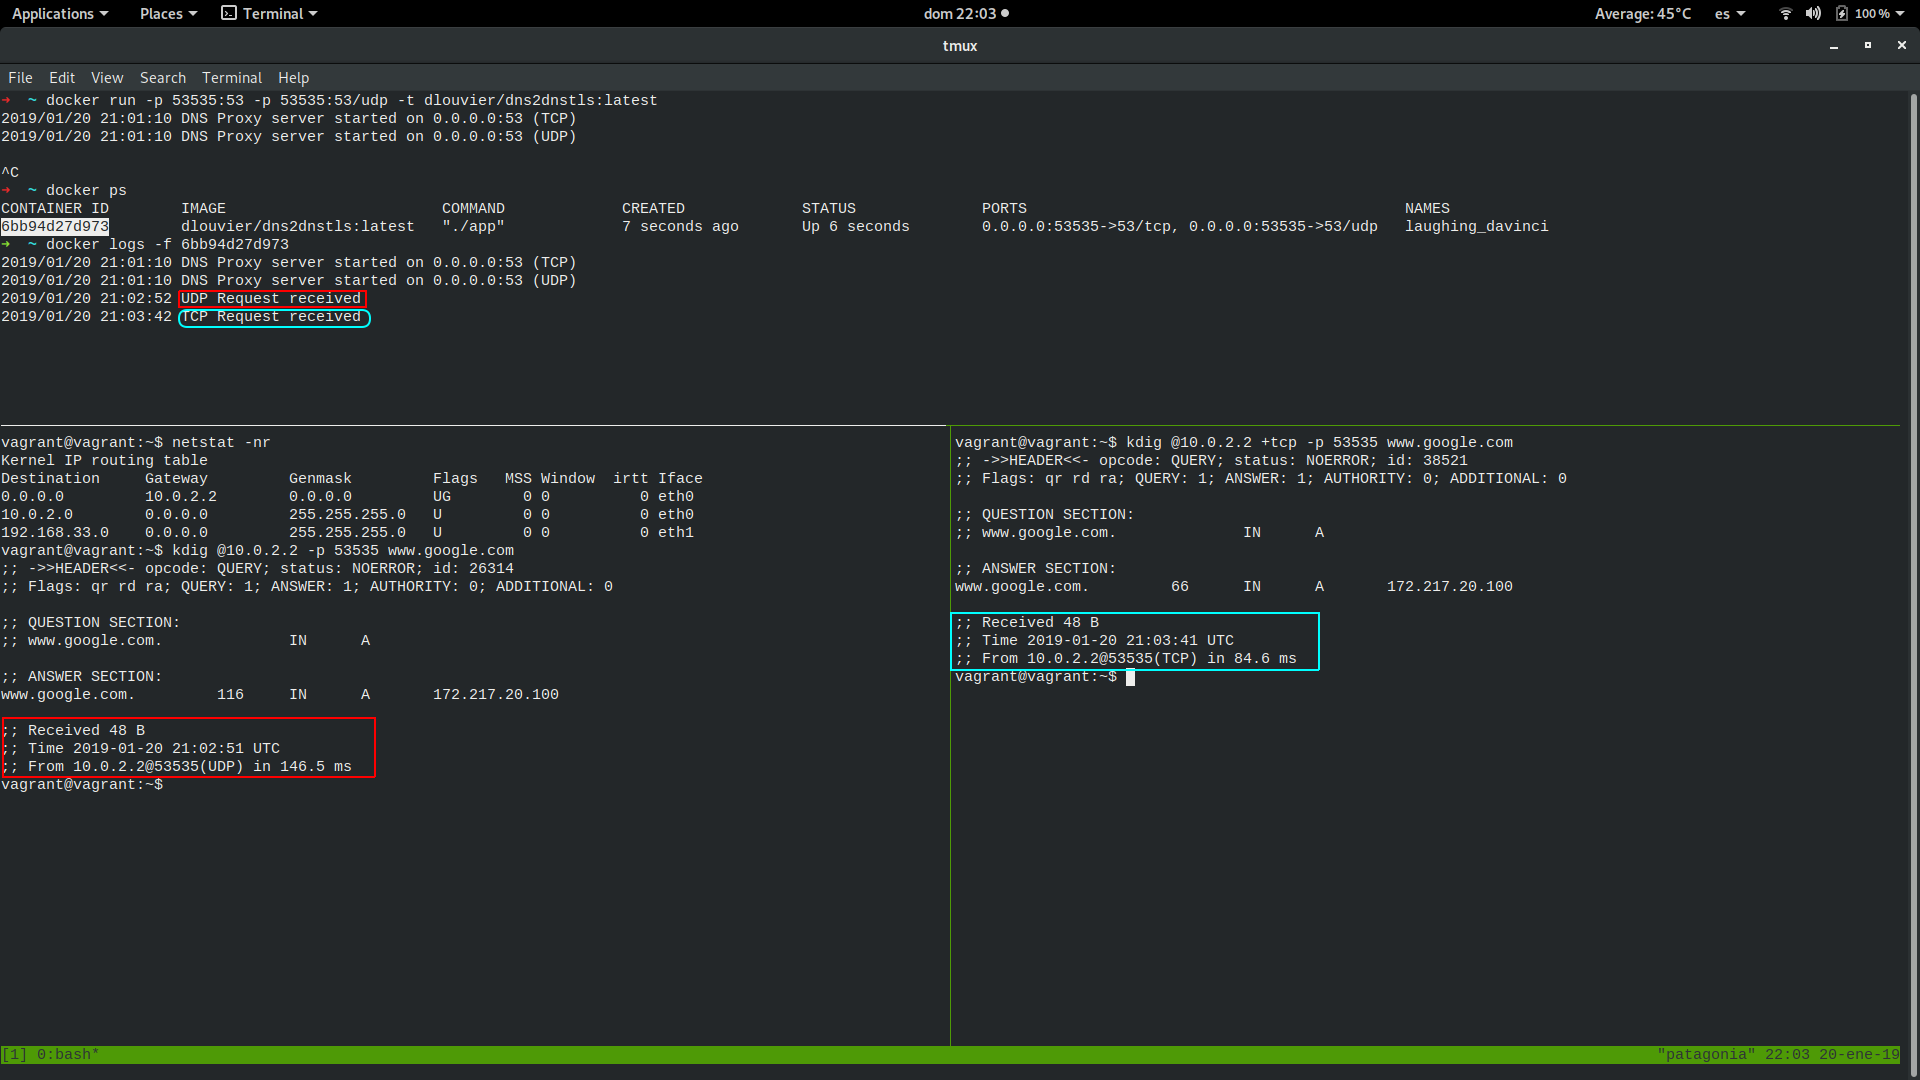 Applications Places Terminal dom 22:03 Average: 45°C es 100 %
tmux
File Edit View Search Terminal Help
➜ ~ docker run -p 53535:53 -p 53535:53/udp -t dlouvier/dns2dnstls:latest
2019/01/20 21:01:10 DNS Proxy server started on 0.0.0.0:53 (TCP)
2019/01/20 21:01:10 DNS Proxy server started on 0.0.0.0:53 (UDP)
^C
➜ ~ docker ps
CONTAINER ID IMAGE COMMAND CREATED STATUS PORTS NAMES
6bb94d27d973 dlouvier/dns2dnstls:latest "./app" 7 seconds ago Up 6 seconds 0.0.0.0:53535->53/tcp, 0.0.0.0:53535->53/udp laughing_davinci
➜ ~ docker logs -f 6bb94d27d973
2019/01/20 21:01:10 DNS Proxy server started on 0.0.0.0:53 (TCP)
2019/01/20 21:01:10 DNS Proxy server started on 0.0.0.0:53 (UDP)
2019/01/20 21:02:52 UDP Request received
2019/01/20 21:03:42 TCP Request received
vagrant@vagrant:~$ netstat -nr
Kernel IP routing table
Destination Gateway Genmask Flags MSS Window irtt Iface
0.0.0.0 10.0.2.2 0.0.0.0 UG 0 0 0 eth0
10.0.2.0 0.0.0.0 255.255.255.0 U 0 0 0 eth0
192.168.33.0 0.0.0.0 255.255.255.0 U 0 0 0 eth1
vagrant@vagrant:~$ kdig @10.0.2.2 -p 53535 www.google.com
;; ->>HEADER<<- opcode: QUERY; status: NOERROR; id: 26314
;; Flags: qr rd ra; QUERY: 1; ANSWER: 1; AUTHORITY: 0; ADDITIONAL: 0
;; QUESTION SECTION:
;; www.google.com. IN A
;; ANSWER SECTION:
www.google.com. 116 IN A 172.217.20.100
;; Received 48 B
;; Time 2019-01-20 21:02:51 UTC
;; From 10.0.2.2@53535(UDP) in 146.5 ms
vagrant@vagrant:~$
vagrant@vagrant:~$ kdig @10.0.2.2 +tcp -p 53535 www.google.com
;; ->>HEADER<<- opcode: QUERY; status: NOERROR; id: 38521
;; Flags: qr rd ra; QUERY: 1; ANSWER: 1; AUTHORITY: 0; ADDITIONAL: 0
;; QUESTION SECTION:
;; www.google.com. IN A
;; ANSWER SECTION:
www.google.com. 66 IN A 172.217.20.100
;; Received 48 B
;; Time 2019-01-20 21:03:41 UTC
;; From 10.0.2.2@53535(TCP) in 84.6 ms
vagrant@vagrant:~$
[1] 0:bash* "patagonia" 22:03 20-ene-19